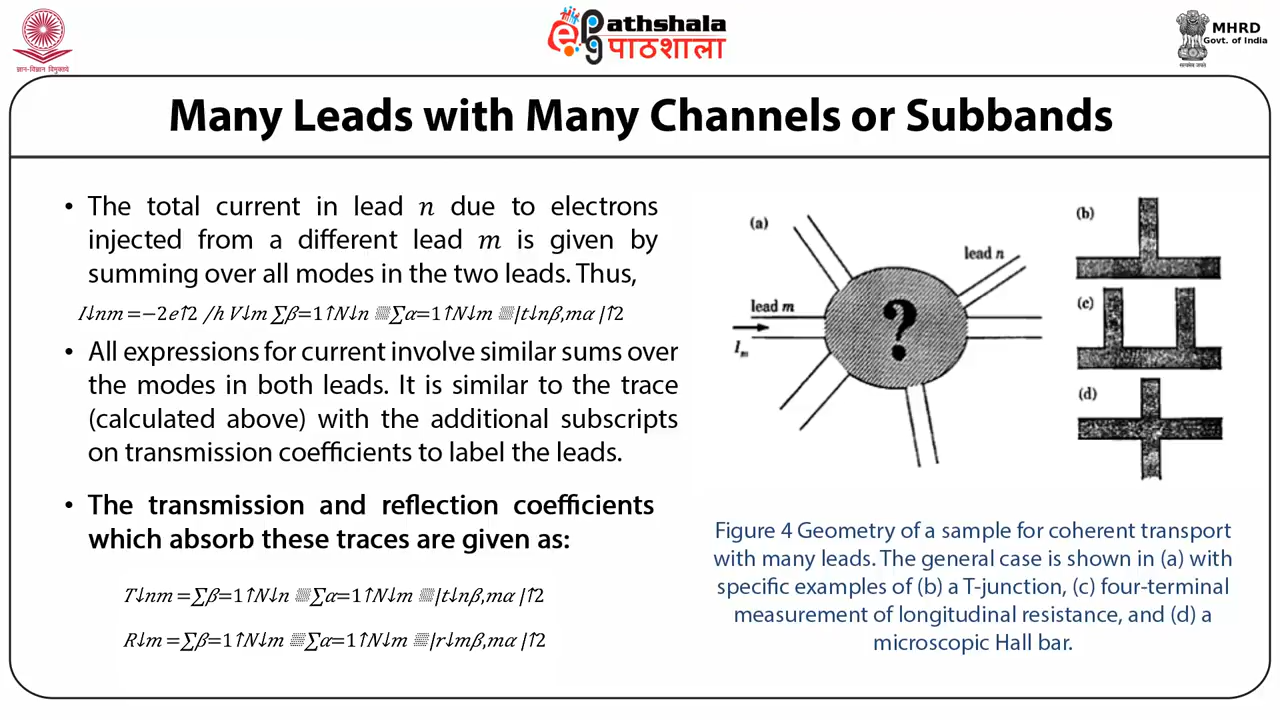 ज्ञान-विज्ञान विमुक्तये
ePathshala
पाठशाला
MHRD
Govt. of India
सत्यमेव जयते
Many Leads with Many Channels or Subbands
• The total current in lead 𝑛 due to electrons
injected from a different lead 𝑚 is given by
summing over all modes in the two leads. Thus,
𝐼↓𝑛𝑚 =−2𝑒↑2 /ℎ 𝑉↓𝑚 ∑𝛽=1↑𝑁↓𝑛 ▒∑𝛼=1↑𝑁↓𝑚 ▒|𝑡↓𝑛𝛽,𝑚𝛼 |↑2
• All expressions for current involve similar sums over
the modes in both leads. It is similar to the trace
(calculated above) with the additional subscripts
on transmission coefficients to label the leads.
• The transmission and reflection coefficients
which absorb these traces are given as:
𝑇↓𝑛𝑚 =∑𝛽=1↑𝑁↓𝑛 ▒∑𝛼=1↑𝑁↓𝑚 ▒|𝑡↓𝑛𝛽,𝑚𝛼 |↑2
𝑅↓𝑚 =∑𝛽=1↑𝑁↓𝑚 ▒∑𝛼=1↑𝑁↓𝑚 ▒|𝑟↓𝑚𝛽,𝑚𝛼 |↑2
(a)
lead n
lead m
I_m
?
(b)
(c)
(d)
Figure 4 Geometry of a sample for coherent transport
with many leads. The general case is shown in (a) with
specific examples of (b) a T-junction, (c) four-terminal
measurement of longitudinal resistance, and (d) a
microscopic Hall bar.